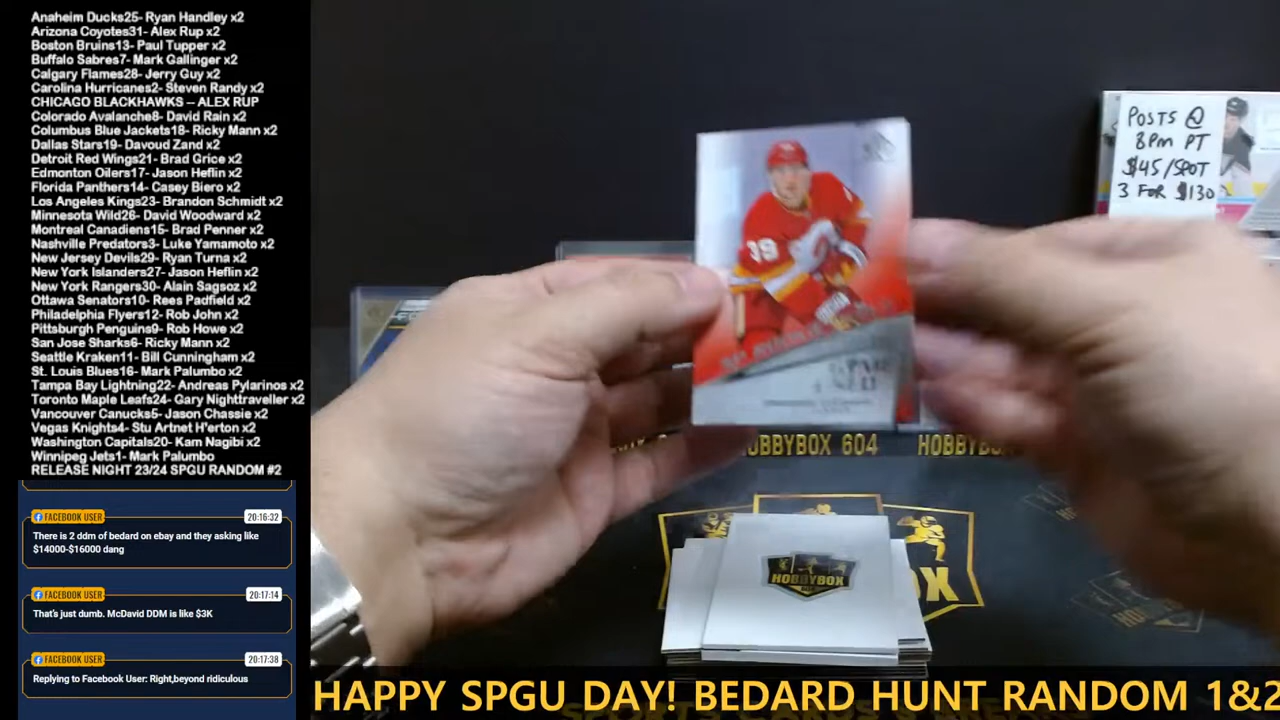 Anaheim Ducks25- Ryan Handley x2
Arizona Coyotes31- Alex Rup x2
Boston Bruins13- Paul Tupper x2
Buffalo Sabres7- Mark Gallinger x2
Calgary Flames28- Jerry Guy x2
Carolina Hurricanes2- Steven Randy x2
CHICAGO BLACKHAWKS -- ALEX RUP
Colorado Avalanche8- David Rain x2
Columbus Blue Jackets18- Ricky Mann x2
Dallas Stars19- Davoud Zand x2
Detroit Red Wings21- Brad Grice x2
Edmonton Oilers17- Jason Heflin x2
Florida Panthers14- Casey Biero x2
Los Angeles Kings23- Brandon Schmidt x2
Minnesota Wild26- David Woodward x2
Montreal Canadiens15- Brad Penner x2
Nashville Predators3- Luke Yamamoto x2
New Jersey Devils29- Ryan Turna x2
New York Islanders27- Jason Heflin x2
New York Rangers30- Alain Sagsoz x2
Ottawa Senators10- Rees Padfield x2
Philadelphia Flyers12- Rob John x2
Pittsburgh Penguins9- Rob Howe x2
San Jose Sharks6- Ricky Mann x2
Seattle Kraken11- Bill Cunningham x2
St. Louis Blues16- Mark Palumbo x2
Tampa Bay Lightning22- Andreas Pylarinos x2
Toronto Maple Leafs24- Gary Nighttraveller x2
Vancouver Canucks5- Jason Chassie x2
Vegas Knights4- Stu Artnet H'erton x2
Washington Capitals20- Kam Nagibi x2
Winnipeg Jets1- Mark Palumbo
RELEASE NIGHT 23/24 SPGU RANDOM #2
FACEBOOK USER 20:16:32
There is 2 ddm of bedard on ebay and they asking like
$14000-$16000 dang
FACEBOOK USER 20:17:14
That's just dumb. McDavid DDM is like $3K
FACEBOOK USER 20:17:38
Replying to Facebook User: Right,beyond ridiculous
POSTS @
8PM PT
$45/SPOT
3 FOR $130
39
HOBBYBOX 604 HOBBYBOX
HOBBYBOX
HAPPY SPGU DAY! BEDARD HUNT RANDOM 1&2